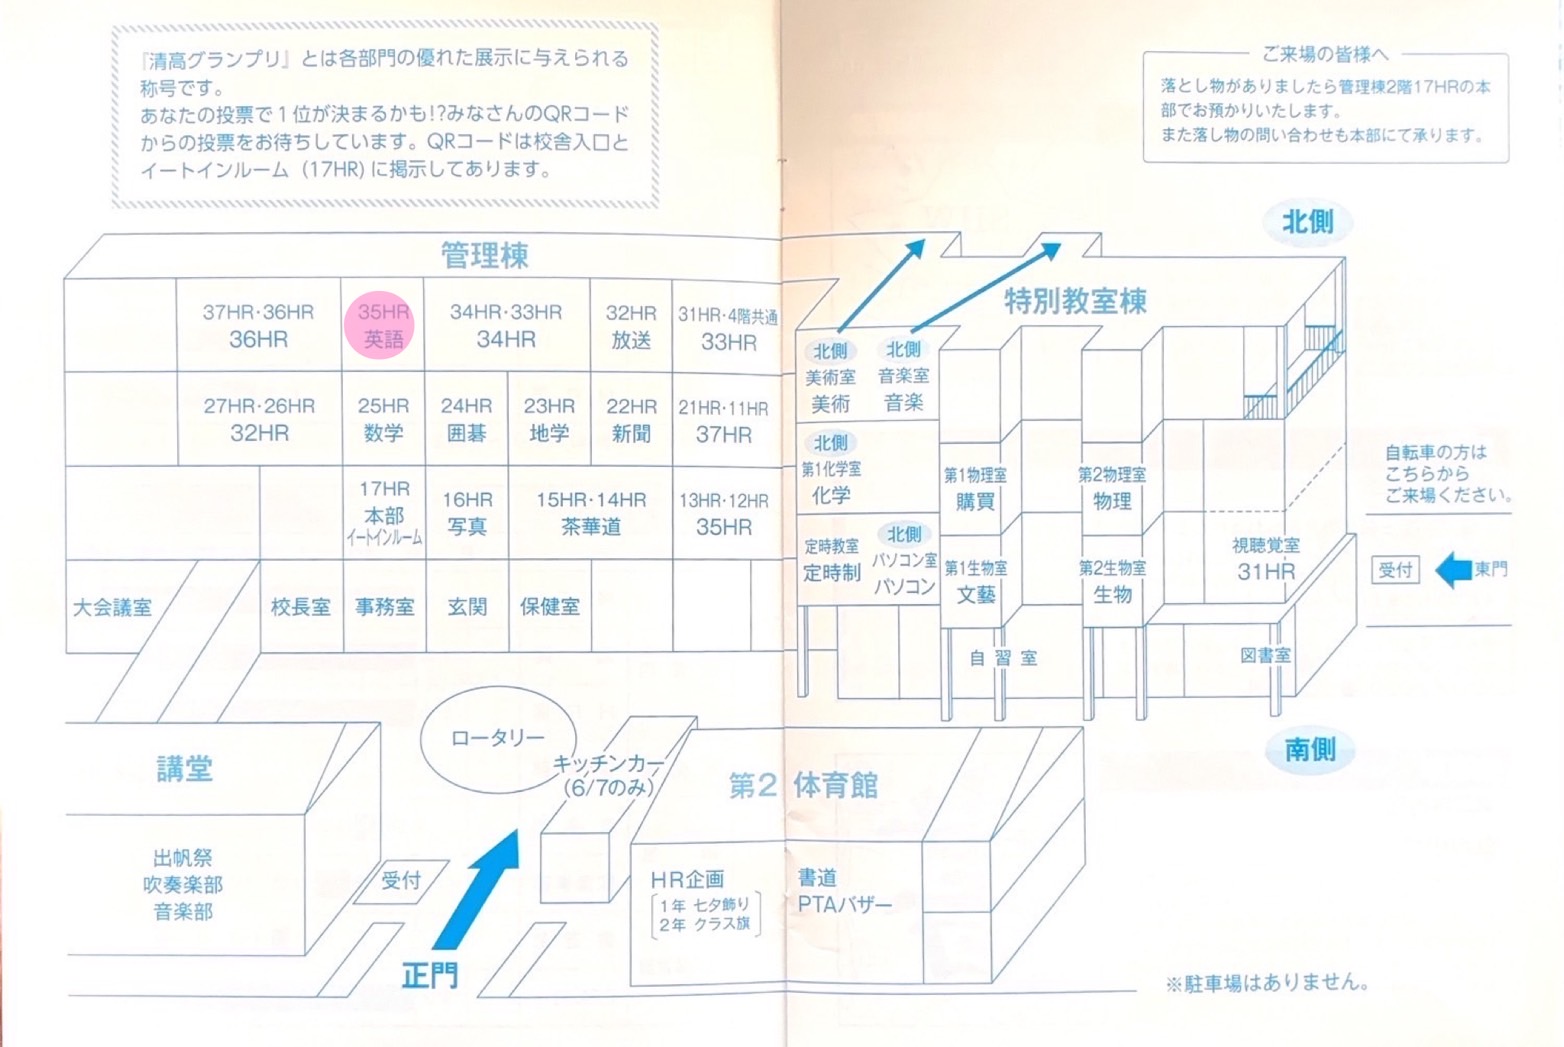 『清高グランプリ』とは各部門の優れた展示に与えられる
称号です。
あなたの投票で1位が決まるかも!?みなさんのQRコード
からの投票をお待ちしています。QRコードは校舎入口と
イートインルーム (17HR) に掲示してあります。
ご来場の皆様へ
落とし物がありましたら管理棟2階17HRの本
部でお預かりいたします。
また落し物の問い合わせも本部にて承ります。
北側
管理棟
37HR・36HR
36HR
35HR
英語
34HR・33HR
34HR
32HR
放送
31HR・4階共通
33HR
27HR・26HR
32HR
25HR
数学
24HR
囲碁
23HR
地学
22HR
新聞
21HR・11HR
37HR
17HR
本部
イートインルーム
16HR
写真
15HR・14HR
茶華道
13HR・12HR
35HR
大会議室
校長室
事務室
玄関
保健室
特別教室棟
北側
美術室
美術
北側
音楽室
音楽
北側
第1化学室
化学
第1物理室
購買
第2物理室
物理
定時教室
定時制
北側
パソコン室
パソコン
第1生物室
文藝
第2生物室
生物
視聴覚室
31HR
自習室
図書室
自転車の方は
こちらから
ご来場ください。
受付
東門
南側
講堂
出帆祭
吹奏楽部
音楽部
ロータリー
キッチンカー
(6/7のみ)
受付
正門
第2 体育館
HR企画
1年 七夕飾り
2年 クラス旗
書道
PTAバザー
※駐車場はありません。